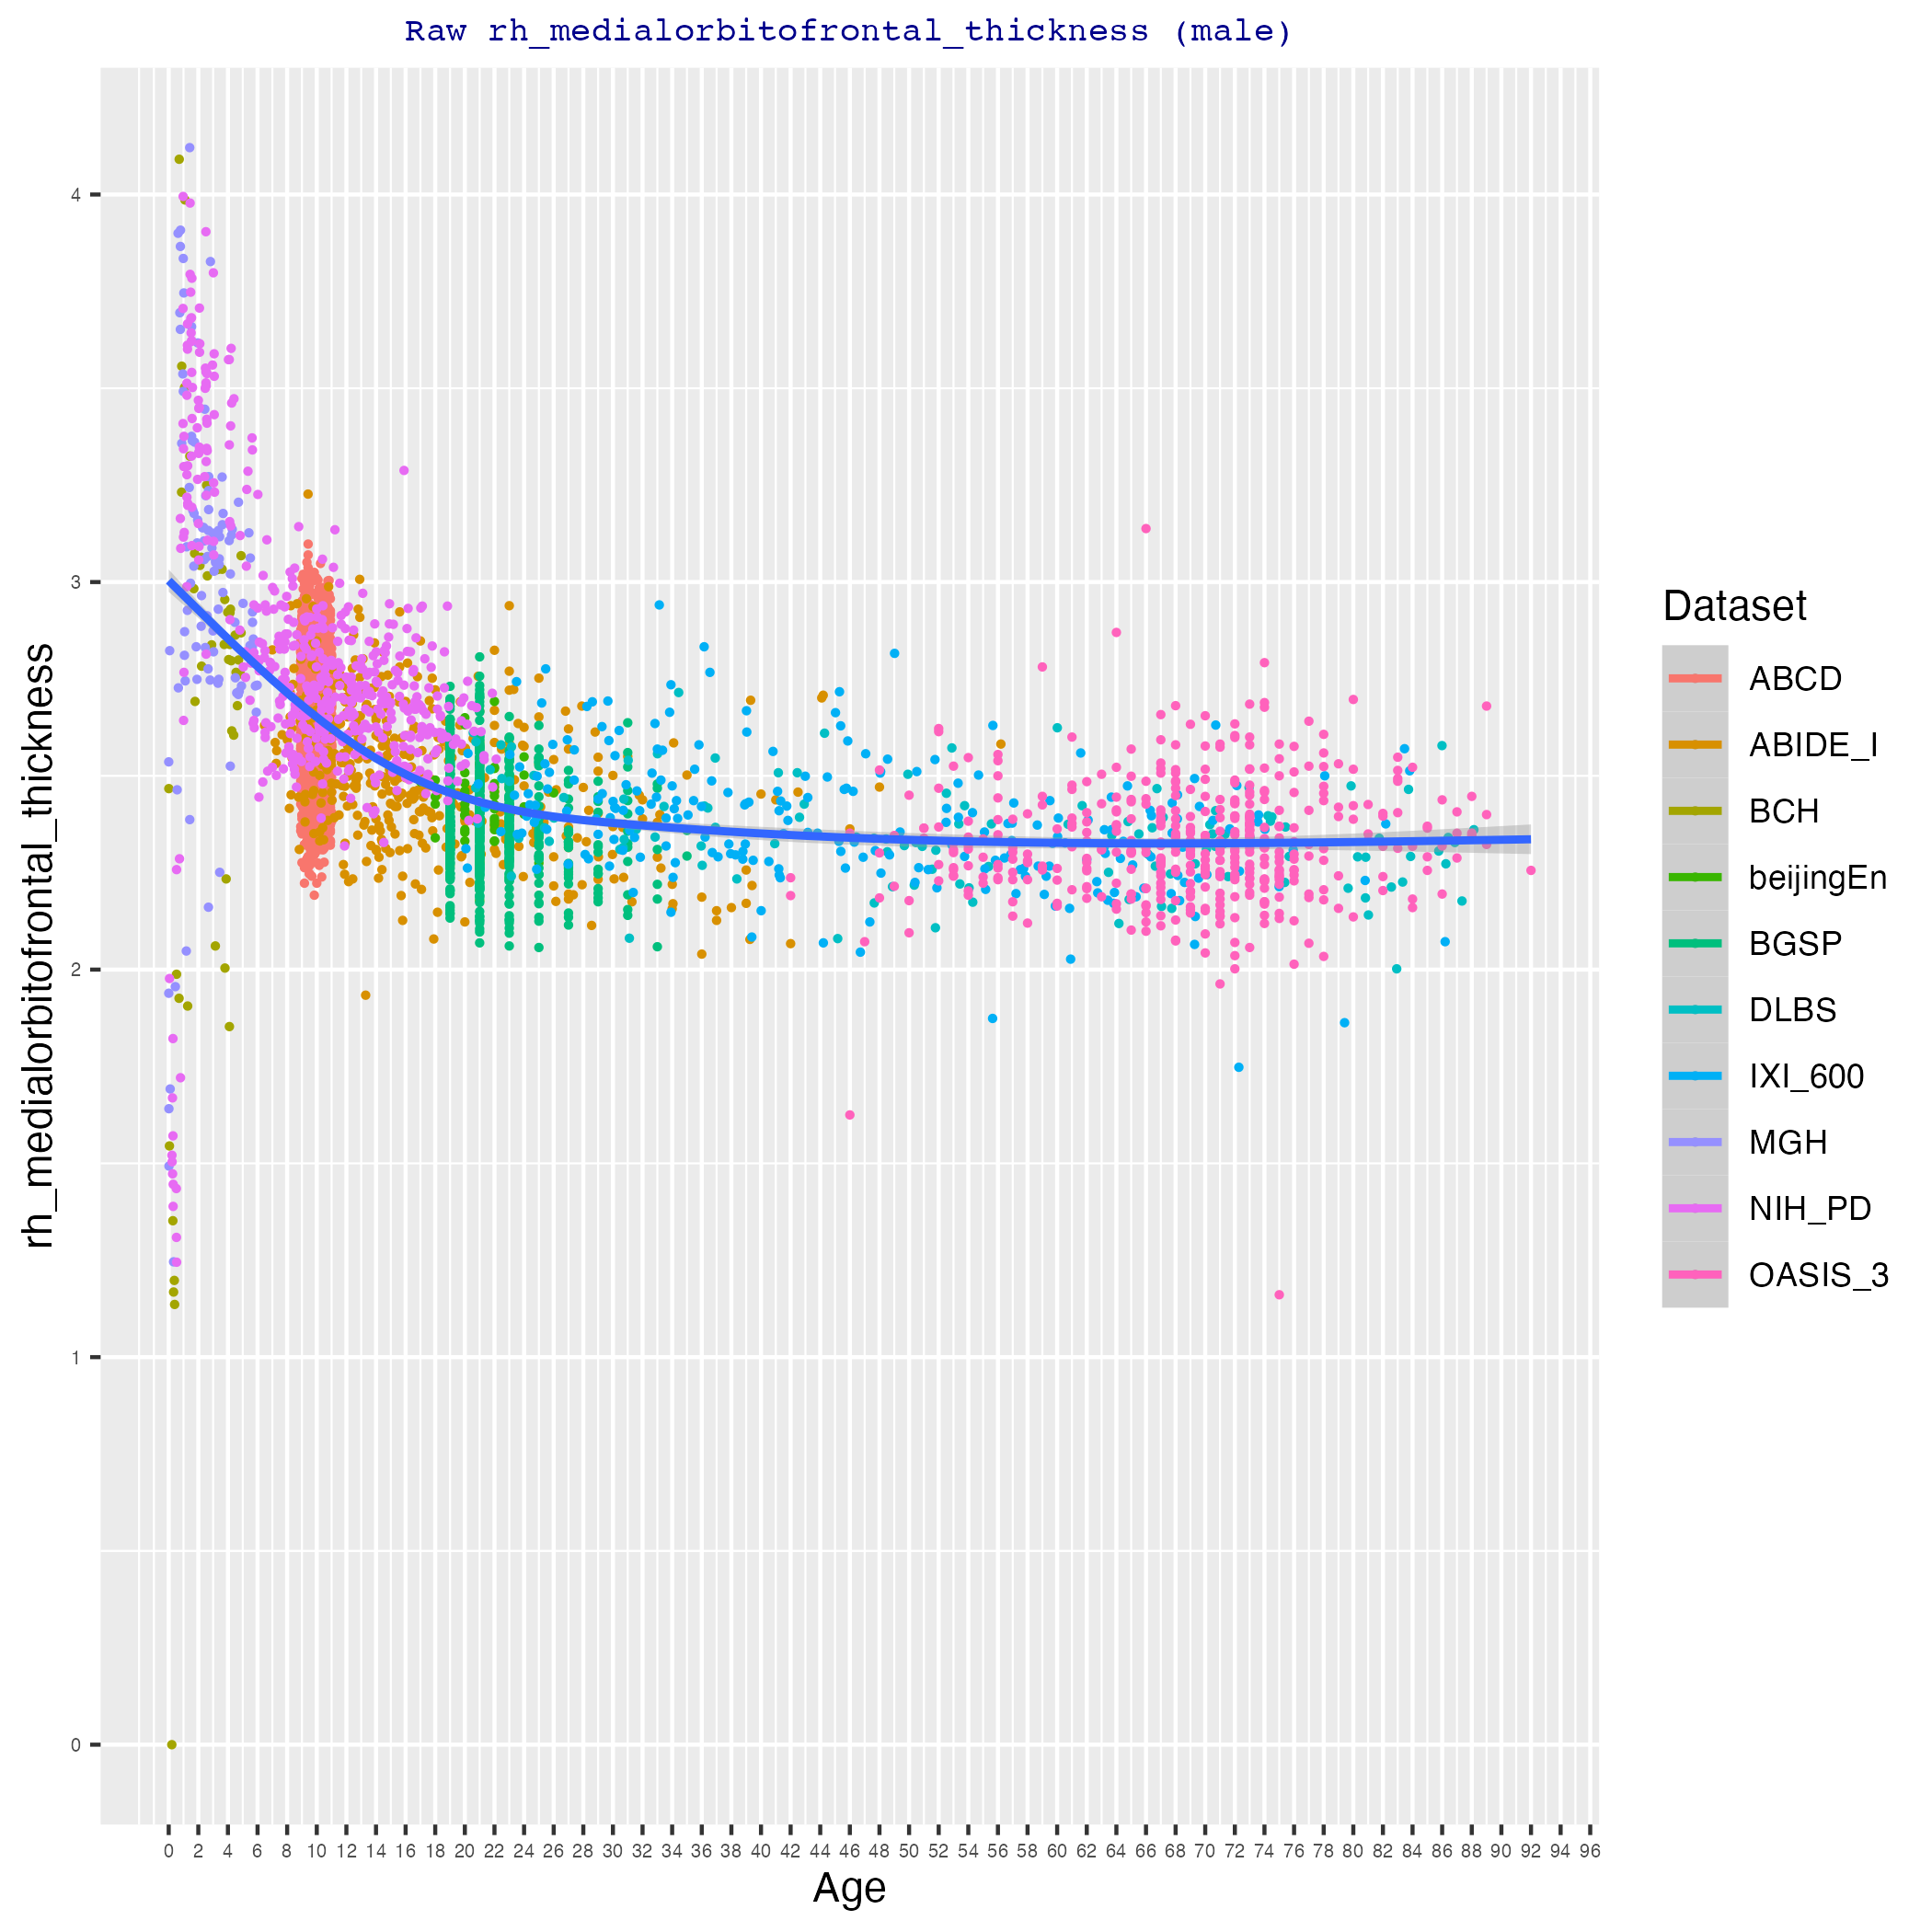 Raw rh_medialorbitofrontal_thickness (male)
rh_medialorbitofrontal_thickness
4
3
2
1
0
0 2 4 6 8 10 12 14 16 18 20 22 24 26 28 30 32 34 36 38 40 42 44 46 48 50 52 54 56 58 60 62 64 66 68 70 72 74 76 78 80 82 84 86 88 90 92 94 96
Age
Dataset
ABCD
ABIDE_I
BCH
beijingEn
BGSP
DLBS
IXI_600
MGH
NIH_PD
OASIS_3